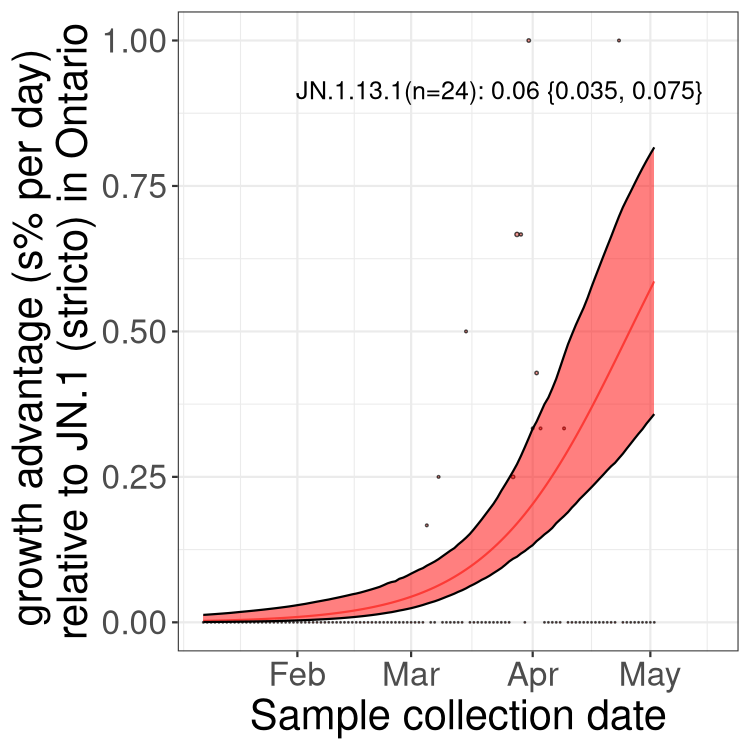 growth advantage (s% per day)
relative to JN.1 (stricto) in Ontario
1.00
0.75
0.50
0.25
0.00
JN.1.13.1(n=24): 0.06 {0.035, 0.075}
Feb Mar Apr May
Sample collection date